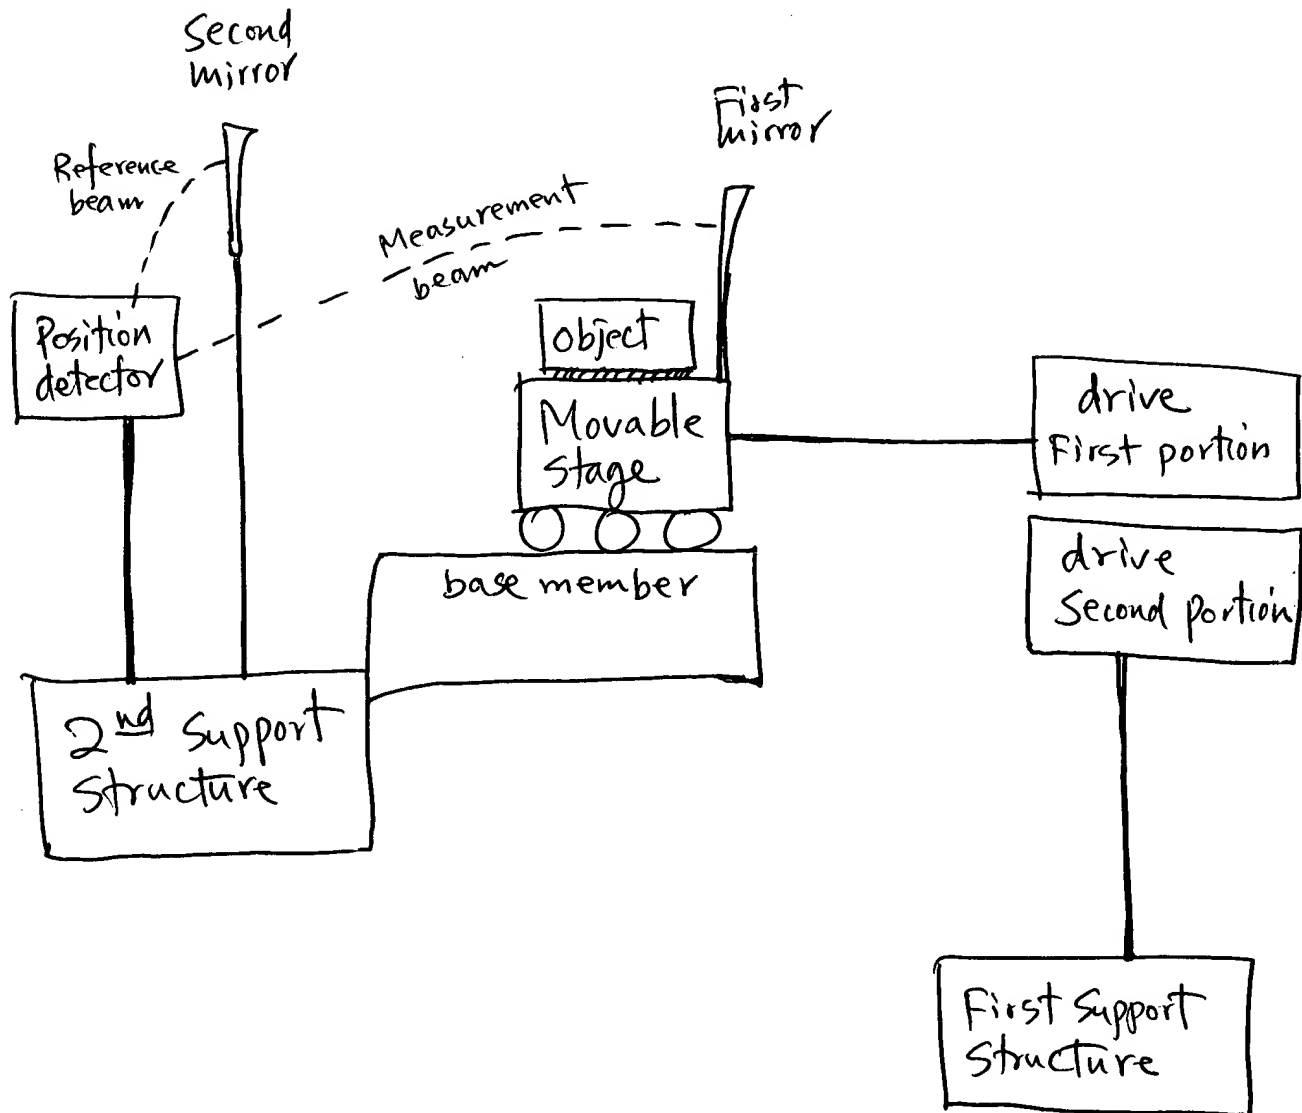 Second
mirror
First
mirror
Reference
beam
Measurement
beam
Position
detector
object
Movable
stage
drive
First portion
base member
drive
Second portion
2nd Support
Structure
First Support
Structure